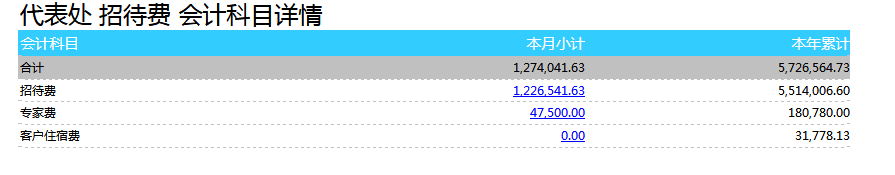 代表处 招待费 会计科目详情
会计科目 本月小计 本年累计
合计 1,274,041.63 5,726,564.73
招待费 1,226,541.63 5,514,006.60
专家费 47,500.00 180,780.00
客户住宿费 0.00 31,778.13